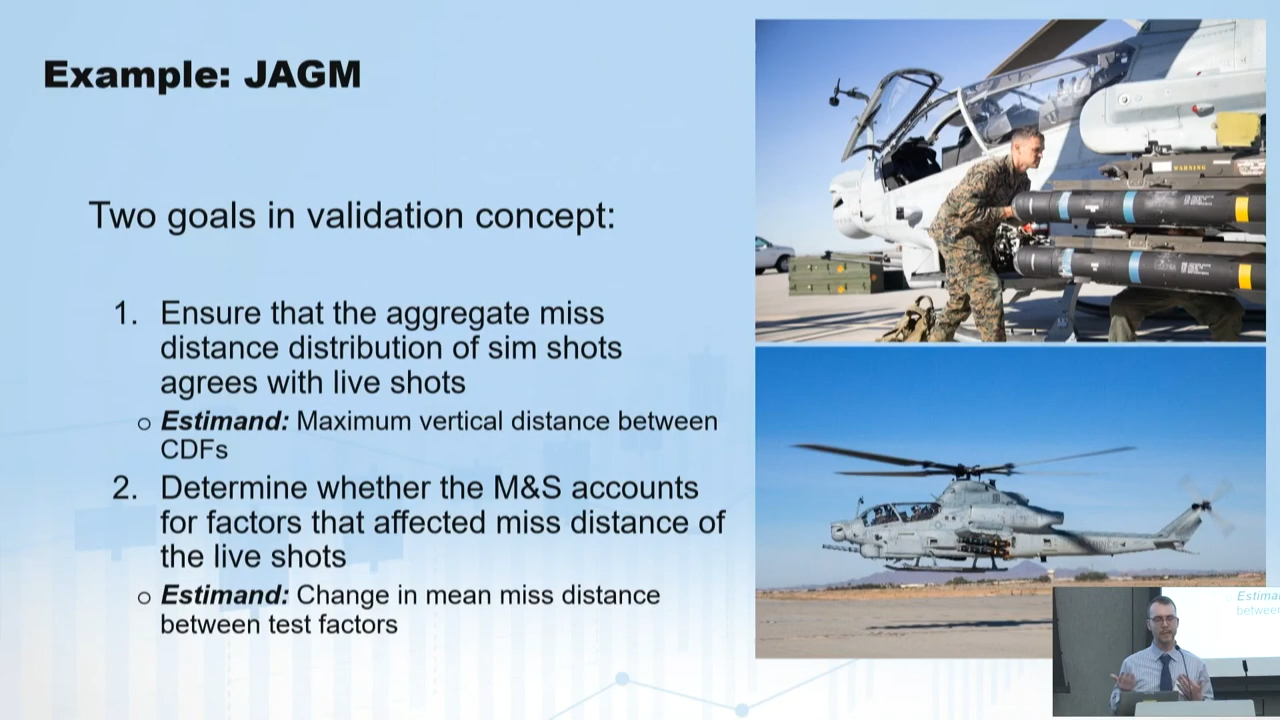 Example: JAGM
Two goals in validation concept:
1. Ensure that the aggregate miss
distance distribution of sim shots
agrees with live shots
o Estimand: Maximum vertical distance between
CDFs
2. Determine whether the M&S accounts
for factors that affected miss distance of
the live shots
o Estimand: Change in mean miss distance
between test factors
WARNING
Estima
between